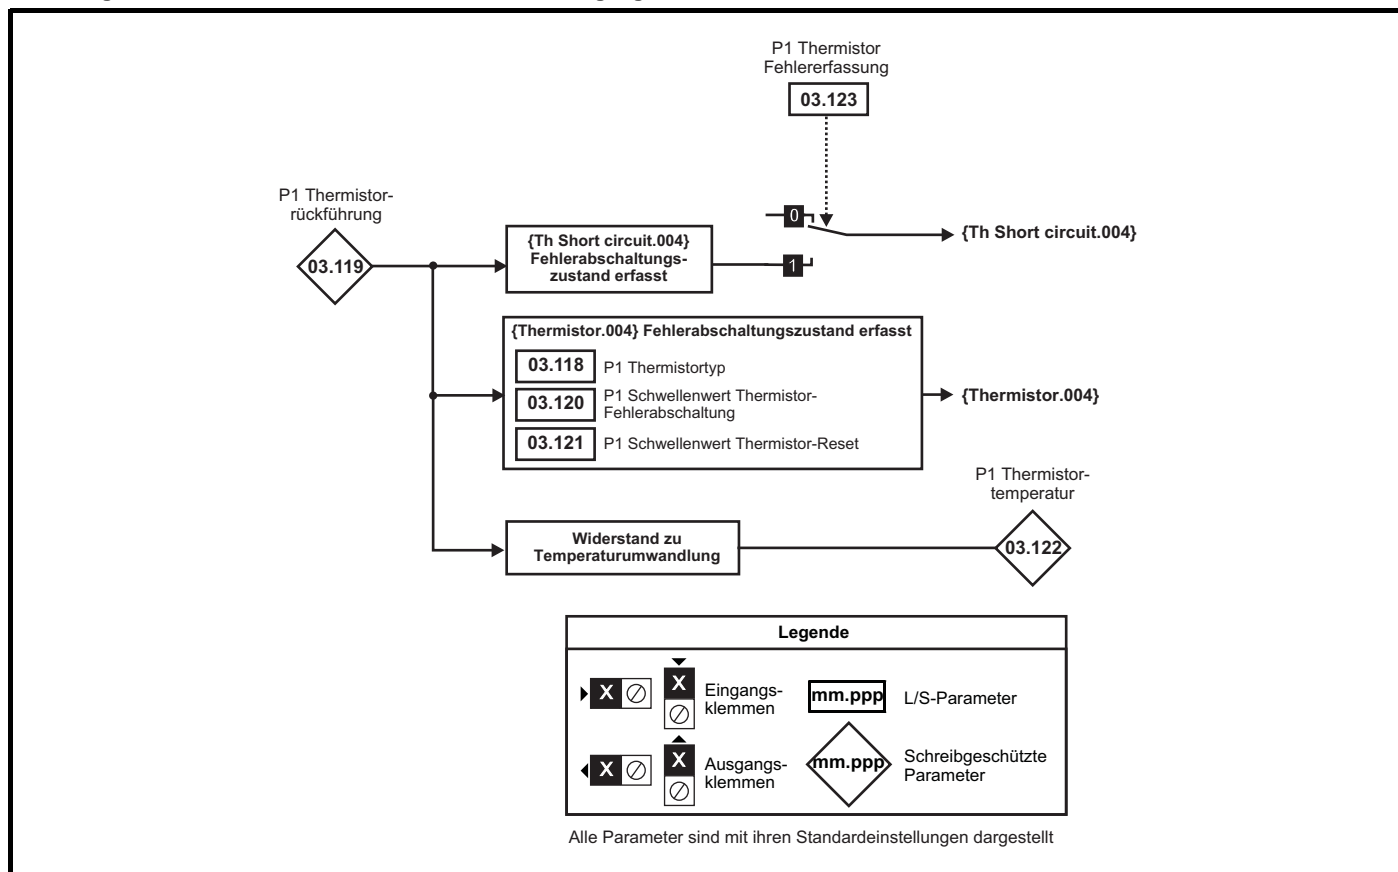 P1 Thermistor
Fehlererfassung
03.123
P1 Thermistor-
rückführung
03.119
{Th Short circuit.004}
Fehlerabschaltungs-
zustand erfasst
0
1
{Th Short circuit.004}
{Thermistor.004} Fehlerabschaltungszustand erfasst
03.118 P1 Thermistortyp
03.120 P1 Schwellenwert Thermistor-
Fehlerabschaltung
03.121 P1 Schwellenwert Thermistor-Reset
{Thermistor.004}
P1 Thermistor-
temperatur
03.122
Widerstand zu
Temperaturumwandlung
Legende
X X Eingangs-
klemmen
mm.ppp L/S-Parameter
X X Ausgangs-
klemmen
mm.ppp Schreibgeschützte
Parameter
Alle Parameter sind mit ihren Standardeinstellungen dargestellt